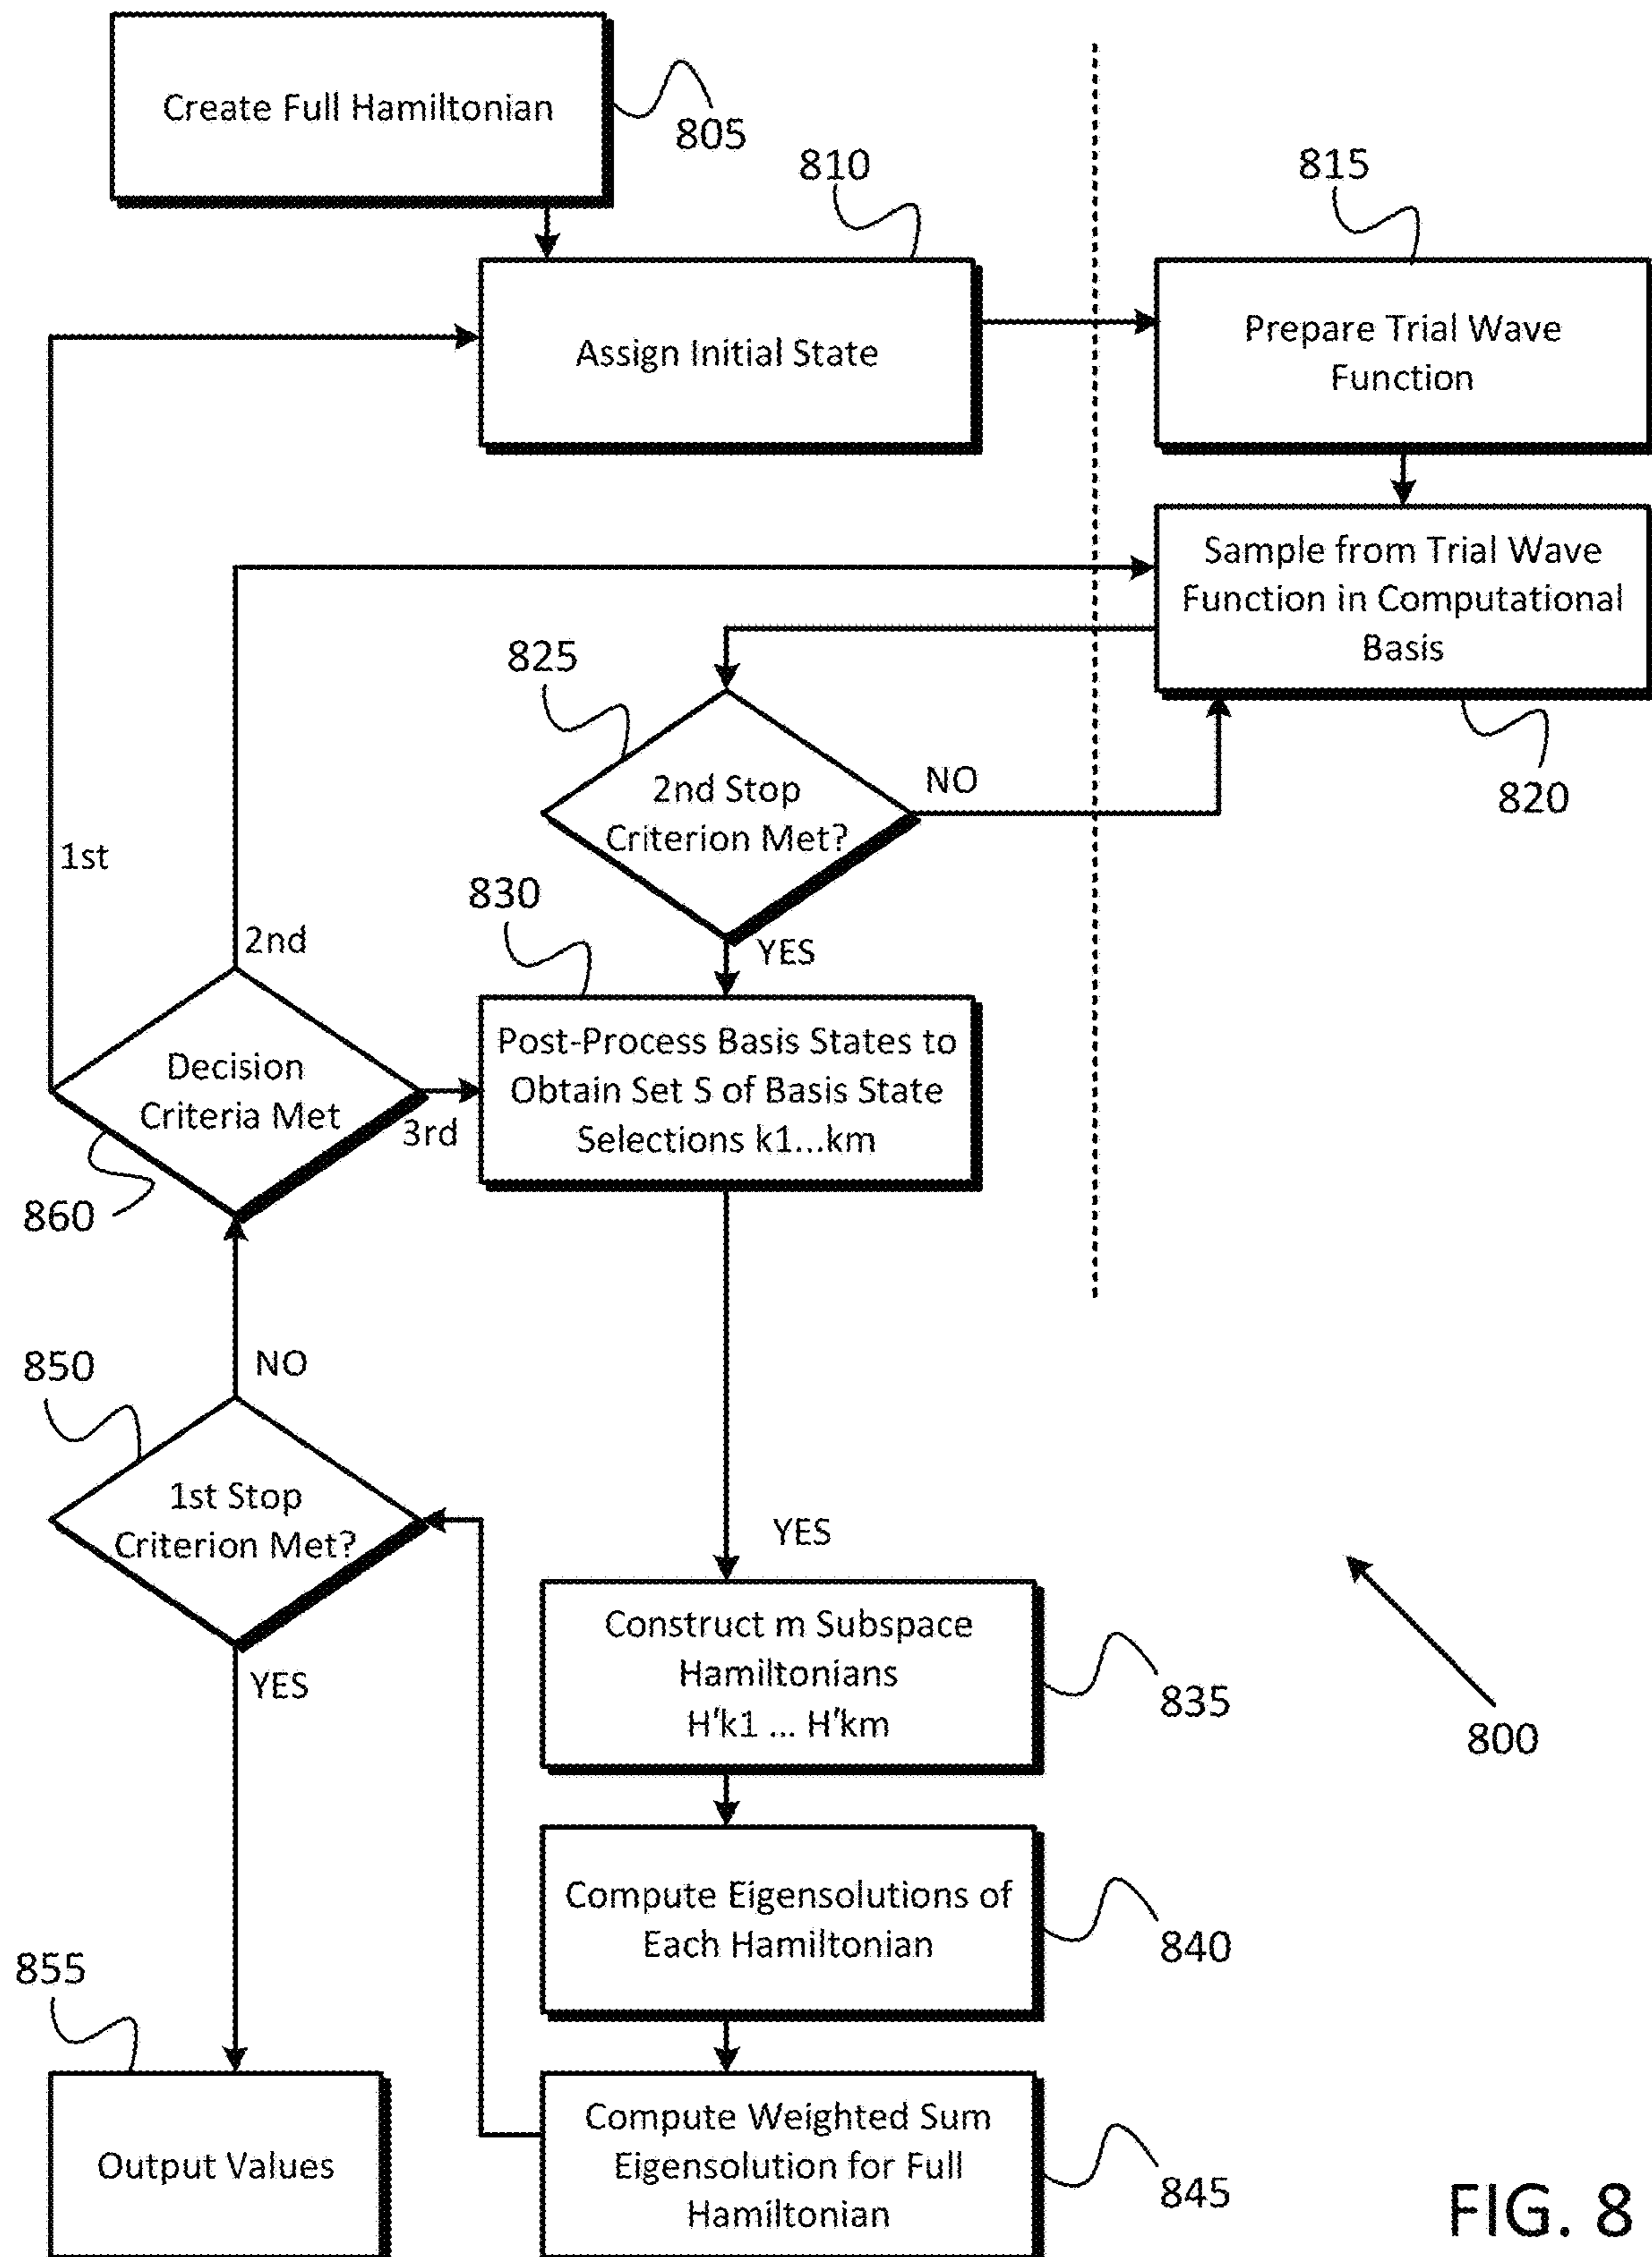 Create Full Hamiltonian
805
810
815
Assign Initial State
Prepare Trial Wave
Function
Sample from Trial Wave
Function in Computational
Basis
820
825
2nd Stop
Criterion Met?
NO
YES
1st
2nd
830
Decision
Criteria Met
3rd
860
Post-Process Basis States to
Obtain Set S of Basis State
Selections k1...km
YES
850
NO
1st Stop
Criterion Met?
YES
Construct m Subspace
Hamiltonians
H'k1 ... H'km
835
800
Compute Eigensolutions of
Each Hamiltonian
840
855
Output Values
Compute Weighted Sum
Eigensolution for Full
Hamiltonian
845
FIG. 8